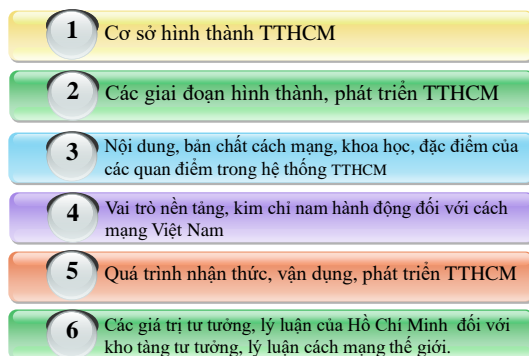 1 Cơ sở hình thành TTHCM
2 Các giai đoạn hình thành, phát triển TTHCM
3 Nội dung, bản chất cách mạng, khoa học, đặc điểm của
các quan điểm trong hệ thống TTHCM
4 Vai trò nền tảng, kim chỉ nam hành động đối với cách
mạng Việt Nam
5 Quá trình nhận thức, vận dụng, phát triển TTHCM
6 Các giá trị tư tưởng, lý luận của Hồ Chí Minh đối với
kho tàng tư tưởng, lý luận cách mạng thế giới.